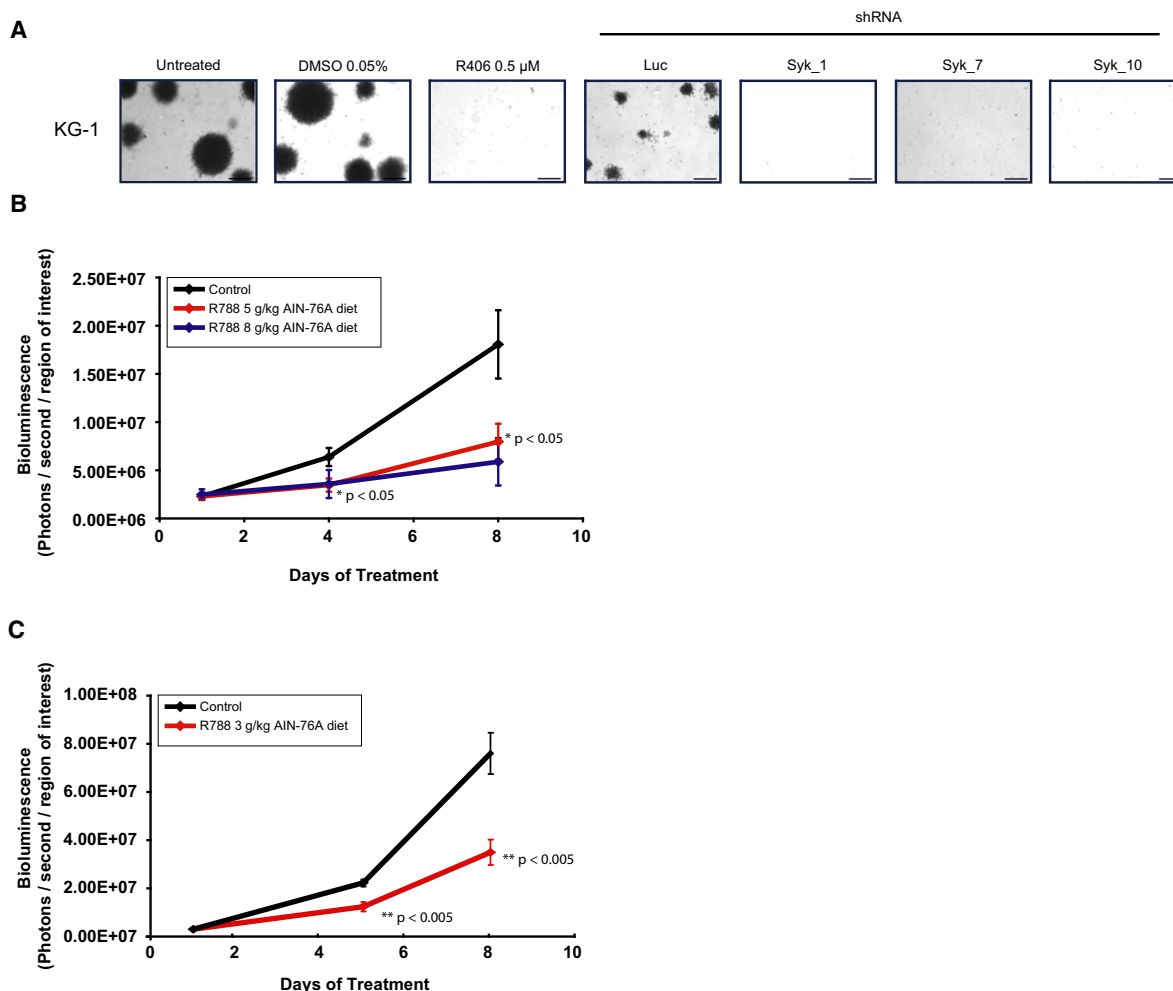 A
shRNA
Untreated
DMSO 0.05%
R406 0.5 µM
Luc
Syk_1
Syk_7
Syk_10
KG-1
B
Bioluminescence
(Photons / second / region of interest)
2.50E+07
2.00E+07
1.50E+07
1.00E+07
5.00E+06
0.00E+06
Control
R788 5 g/kg AIN-76A diet
R788 8 g/kg AIN-76A diet
* p < 0.05
* p < 0.05
0 2 4 6 8 10
Days of Treatment
C
Bioluminescence
(Photons / second / region of interest)
1.00E+08
8.00E+07
6.00E+07
4.00E+07
2.00E+07
0.00E+07
Control
R788 3 g/kg AIN-76A diet
** p < 0.005
** p < 0.005
0 2 4 6 8 10
Days of Treatment